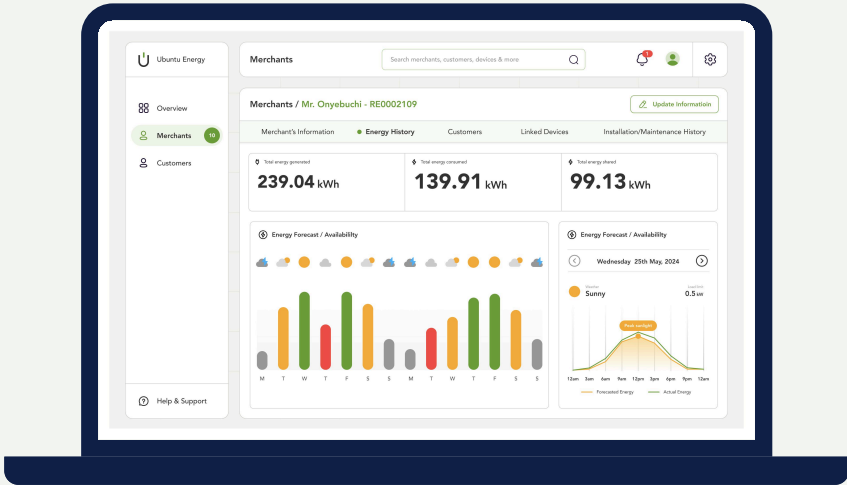 Ubuntu Energy
Merchants
Search merchants, customers, devices & more
1
Overview
Merchants
10
Customers
Help & Support
Merchants / Mr. Onyebuchi - RE0002109
Update Informatioin
Merchant's Information
Energy History
Customers
Linked Devices
Installation/Maintenance History
Total energy generated
239.04 kWh
Total energy consumed
139.91 kWh
Total energy shared
99.13 kWh
Energy Forecast / Availability
M T W T F S S M T W T F S S
Energy Forecast / Availability
Wednesday 25th May, 2024
Weather
Sunny
0.5 kW
Peak sunlight
12am 3am 6am 9am 12pm 3pm 6pm 9pm 12am
Forecasted Energy
Actual Energy